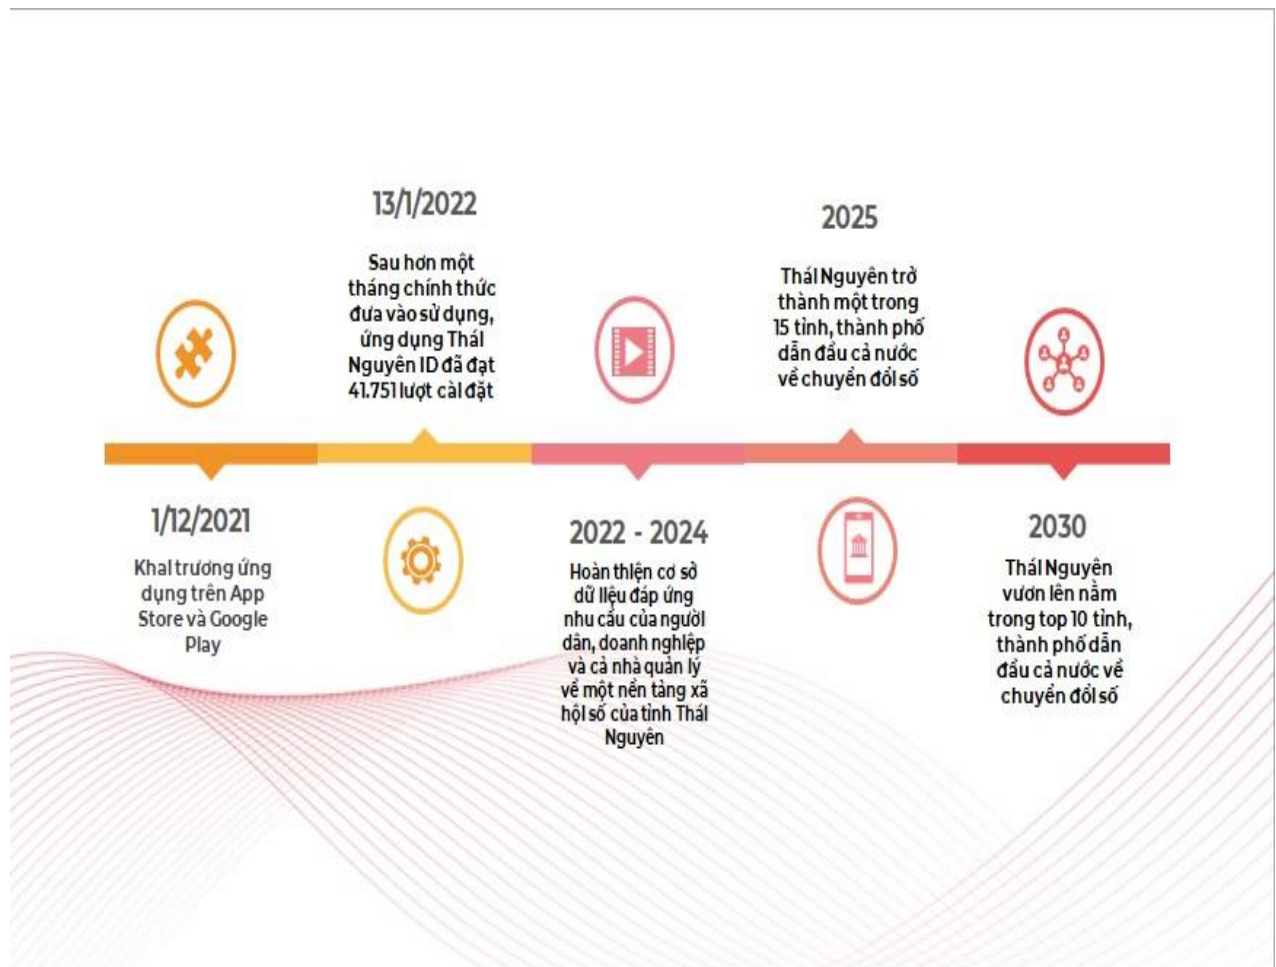 1/12/2021
Khai trương ứng
dụng trên App
Store và Google
Play
13/1/2022
Sau hơn một
tháng chính thức
đưa vào sử dụng,
ứng dụng Thái
Nguyên ID đã đạt
41.751 lượt cài đặt
2022 - 2024
Hoàn thiện cơ sở
dữ liệu đáp ứng
nhu cầu của người
dân, doanh nghiệp
và cả nhà quản lý
về một nền tảng xã
hội số của tỉnh Thái
Nguyên
2025
Thái Nguyên trở
thành một trong
15 tỉnh, thành phố
dẫn đầu cả nước
về chuyển đổi số
2030
Thái Nguyên
vươn lên nằm
trong top 10 tỉnh,
thành phố dẫn
đầu cả nước về
chuyển đổi số